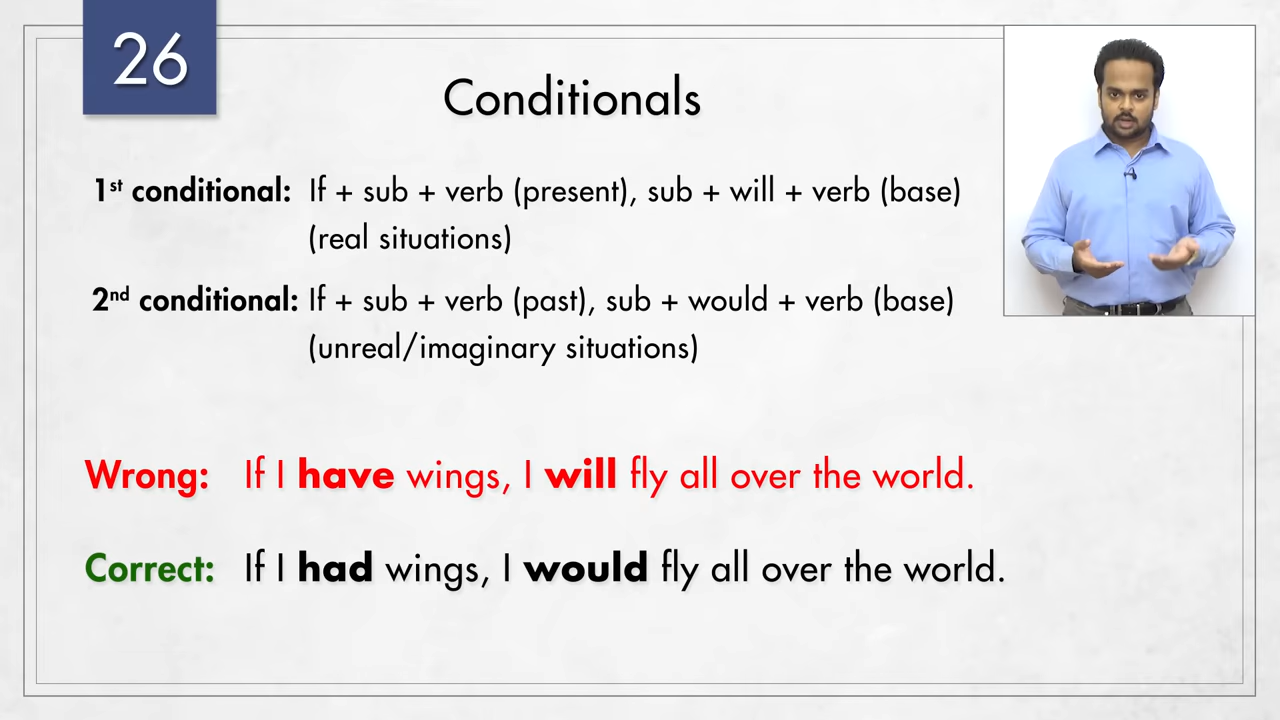 26
Conditionals
1st conditional: If + sub + verb (present), sub + will + verb (base)
(real situations)
2nd conditional: If + sub + verb (past), sub + would + verb (base)
(unreal/imaginary situations)
Wrong: If I have wings, I will fly all over the world.
Correct: If I had wings, I would fly all over the world.